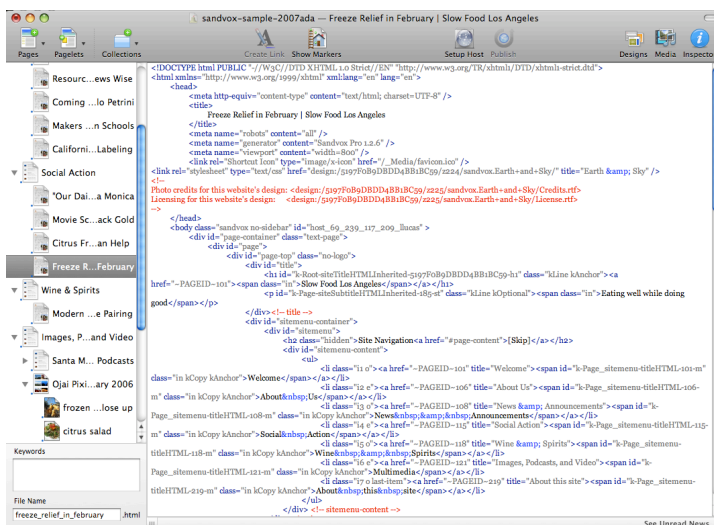 sandvox-sample-2007ada — Freeze Relief in February | Slow Food Los Angeles
Pages Pagelets Collections Create Link Show Markers Setup Host Publish Designs Media Inspecto
Resourc...ews Wise
Coming ...lo Petrini
Makers ...n Schools
Californi...Labeling
Social Action
"Our Dai...a Monica
Movie Sc...ack Gold
Citrus Fr...an Help
Freeze R...February
Wine & Spirits
Modern ...e Pairing
Images, P...and Video
Santa M... Podcasts
Ojai Pixi...ary 2006
frozen ...lose up
citrus salad
Keywords
File Name
freeze_relief_in_february .html
<!DOCTYPE html PUBLIC "-//W3C//DTD XHTML 1.0 Strict//EN" "http://www.w3.org/TR/xhtml1/DTD/xhtml1-strict.dtd">
<html xmlns="http://www.w3.org/1999/xhtml" xml:lang="en" lang="en">
<head>
<meta http-equiv="content-type" content="text/html; charset=UTF-8" />
<title>
Freeze Relief in February | Slow Food Los Angeles
</title>
<meta name="robots" content="all" />
<meta name="generator" content="Sandvox Pro 1.2.6" />
<meta name="viewport" content="width=800" />
<link rel="Shortcut Icon" type="image/x-icon" href="/_Media/favicon.ico" />
<link rel="stylesheet" type="text/css" href="design:/5197F0B9DBDD4BB1BC59/z224/sandvox.Earth+and+Sky/" title="Earth &amp; Sky" />
<!--
Photo credits for this website's design: <design:/5197F0B9DBDD4BB1BC59/z225/sandvox.Earth+and+Sky/Credits.rtf>
Licensing for this website's design: <design:/5197F0B9DBDD4BB1BC59/z225/sandvox.Earth+and+Sky/License.rtf>
-->
</head>
<body class="sandvox no-sidebar" id="host_69_239_117_209_llucas" >
<div id="page-container" class="text-page">
<div id="page">
<div id="page-top" class="no-logo">
<div id="title">
<h1 id="k-Root-siteTitleHTMLInherited-5197F0B9DBDD4BB1BC59-h1" class="kLine kAnchor"><a
href="~PAGEID~101"><span class="in">Slow Food Los Angeles</span></a></h1>
<p id="k-Page-siteSubtitleHTMLInherited-185-st" class="kLine kOptional"><span class="in">Eating well while doing
good</span></p>
</div><!-- title -->
<div id="sitemenu-container">
<div id="sitemenu">
<h2 class="hidden">Site Navigation<a href="#page-content">[Skip]</a></h2>
<div id="sitemenu-content">
<ul>
<li class="i1 o"><a href="~PAGEID~101" title="Welcome"><span id="k-Page_sitemenu-titleHTML-101-m"
class="in kCopy kAnchor">Welcome</span></a></li>
<li class="i2 e"><a href="~PAGEID~106" title="About Us"><span id="k-Page_sitemenu-titleHTML-106-
m" class="in kCopy kAnchor">About&nbsp;Us</span></a></li>
<li class="i3 o"><a href="~PAGEID~108" title="News &amp; Announcements"><span id="k-
Page_sitemenu-titleHTML-108-m" class="in kCopy kAnchor">News&nbsp;&amp;&nbsp;Announcements</span></a></li>
<li class="i4 e"><a href="~PAGEID~115" title="Social Action"><span id="k-Page_sitemenu-titleHTML-115-
m" class="in kCopy kAnchor">Social&nbsp;Action</span></a></li>
<li class="i5 o"><a href="~PAGEID~118" title="Wine &amp; Spirits"><span id="k-Page_sitemenu-
titleHTML-118-m" class="in kCopy kAnchor">Wine&nbsp;&amp;&nbsp;Spirits</span></a></li>
<li class="i6 e"><a href="~PAGEID~121" title="Images, Podcasts, and Video"><span id="k-
Page_sitemenu-titleHTML-121-m" class="in kCopy kAnchor">Multimedia</span></a></li>
<li class="i7 o last-item"><a href="~PAGEID~219" title="About this site"><span id="k-Page_sitemenu-
titleHTML-219-m" class="in kCopy kAnchor">About&nbsp;this&nbsp;site</span></a></li>
</ul>
</div> <!-- sitemenu-content -->
See Unread News